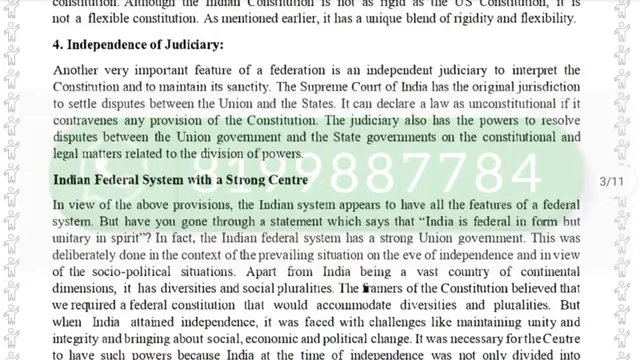 constitution. Although the Indian Constitution is not as rigid as the US Constitution, it is
not a flexible constitution. As mentioned earlier, it has a unique blend of rigidity and flexibility.
4. Independence of Judiciary:
Another very important feature of a federation is an independent judiciary to interpret the
Constitution and to maintain its sanctity. The Supreme Court of India has the original jurisdiction
to settle disputes between the Union and the States. It can declare a law as unconstitutional if it
contravenes any provision of the Constitution. The judiciary also has the powers to resolve
disputes between the Union government and the State governments on the constitutional and
legal matters related to the division of powers.
8199887784
Indian Federal System with a Strong Centre
3/11
In view of the above provisions, the Indian system appears to have all the features of a federal
system. But have you gone through a statement which says that “India is federal in form but
unitary in spirit”? In fact, the Indian federal system has a strong Union government. This was
deliberately done in the context of the prevailing situation on the eve of independence and in view
of the socio-political situations. Apart from India being a vast country of continental
dimensions, it has diversities and social pluralities. The framers of the Constitution believed that
we required a federal constitution that would accommodate diversities and pluralities. But
when India attained independence, it was faced with challenges like maintaining unity and
integrity and bringing about social, economic and political change. It was necessary for the Centre
to have such powers because India at the time of independence was not only divided into